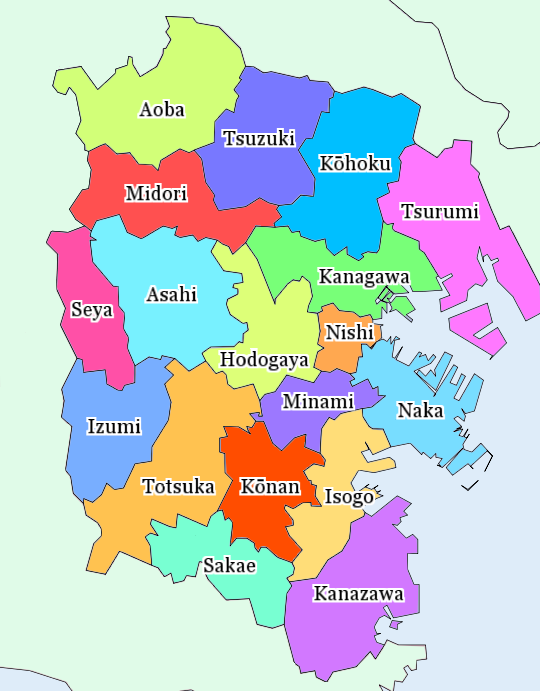 Aoba
Tsuzuki
Kōhoku
Midori
Tsurumi
Kanagawa
Asahi
Seya
Nishi
Hodogaya
Minami
Naka
Izumi
Totsuka
Kōnan
Isogo
Sakae
Kanazawa